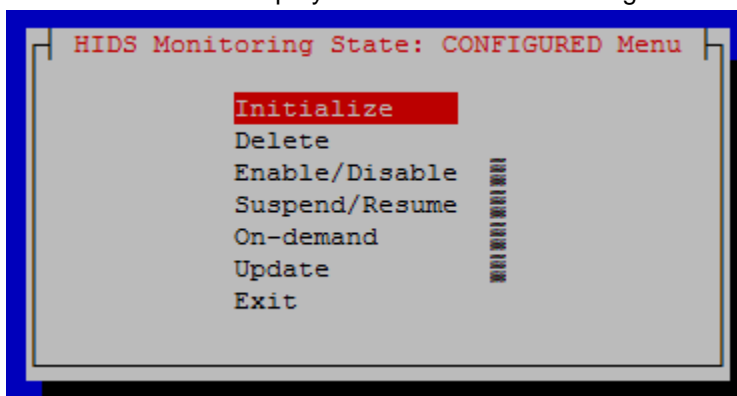 HIDS Monitoring State: CONFIGURED Menu
Initialize
Delete
Enable/Disable
Suspend/Resume
On-demand
Update
Exit